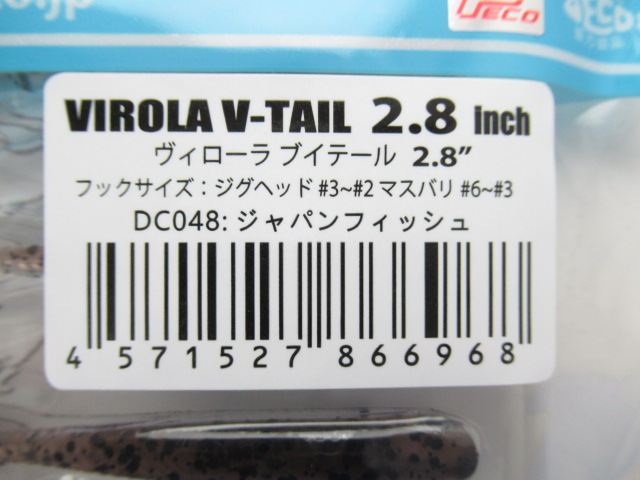 o.jp
FECO
VIROLA V-TAIL 2.8 inch
ヴィローラ ブイテール 2.8″
フックサイズ：ジグヘッド #3~#2 マスバリ #6~#3
DC048: ジャパンフィッシュ
4 571527 866968